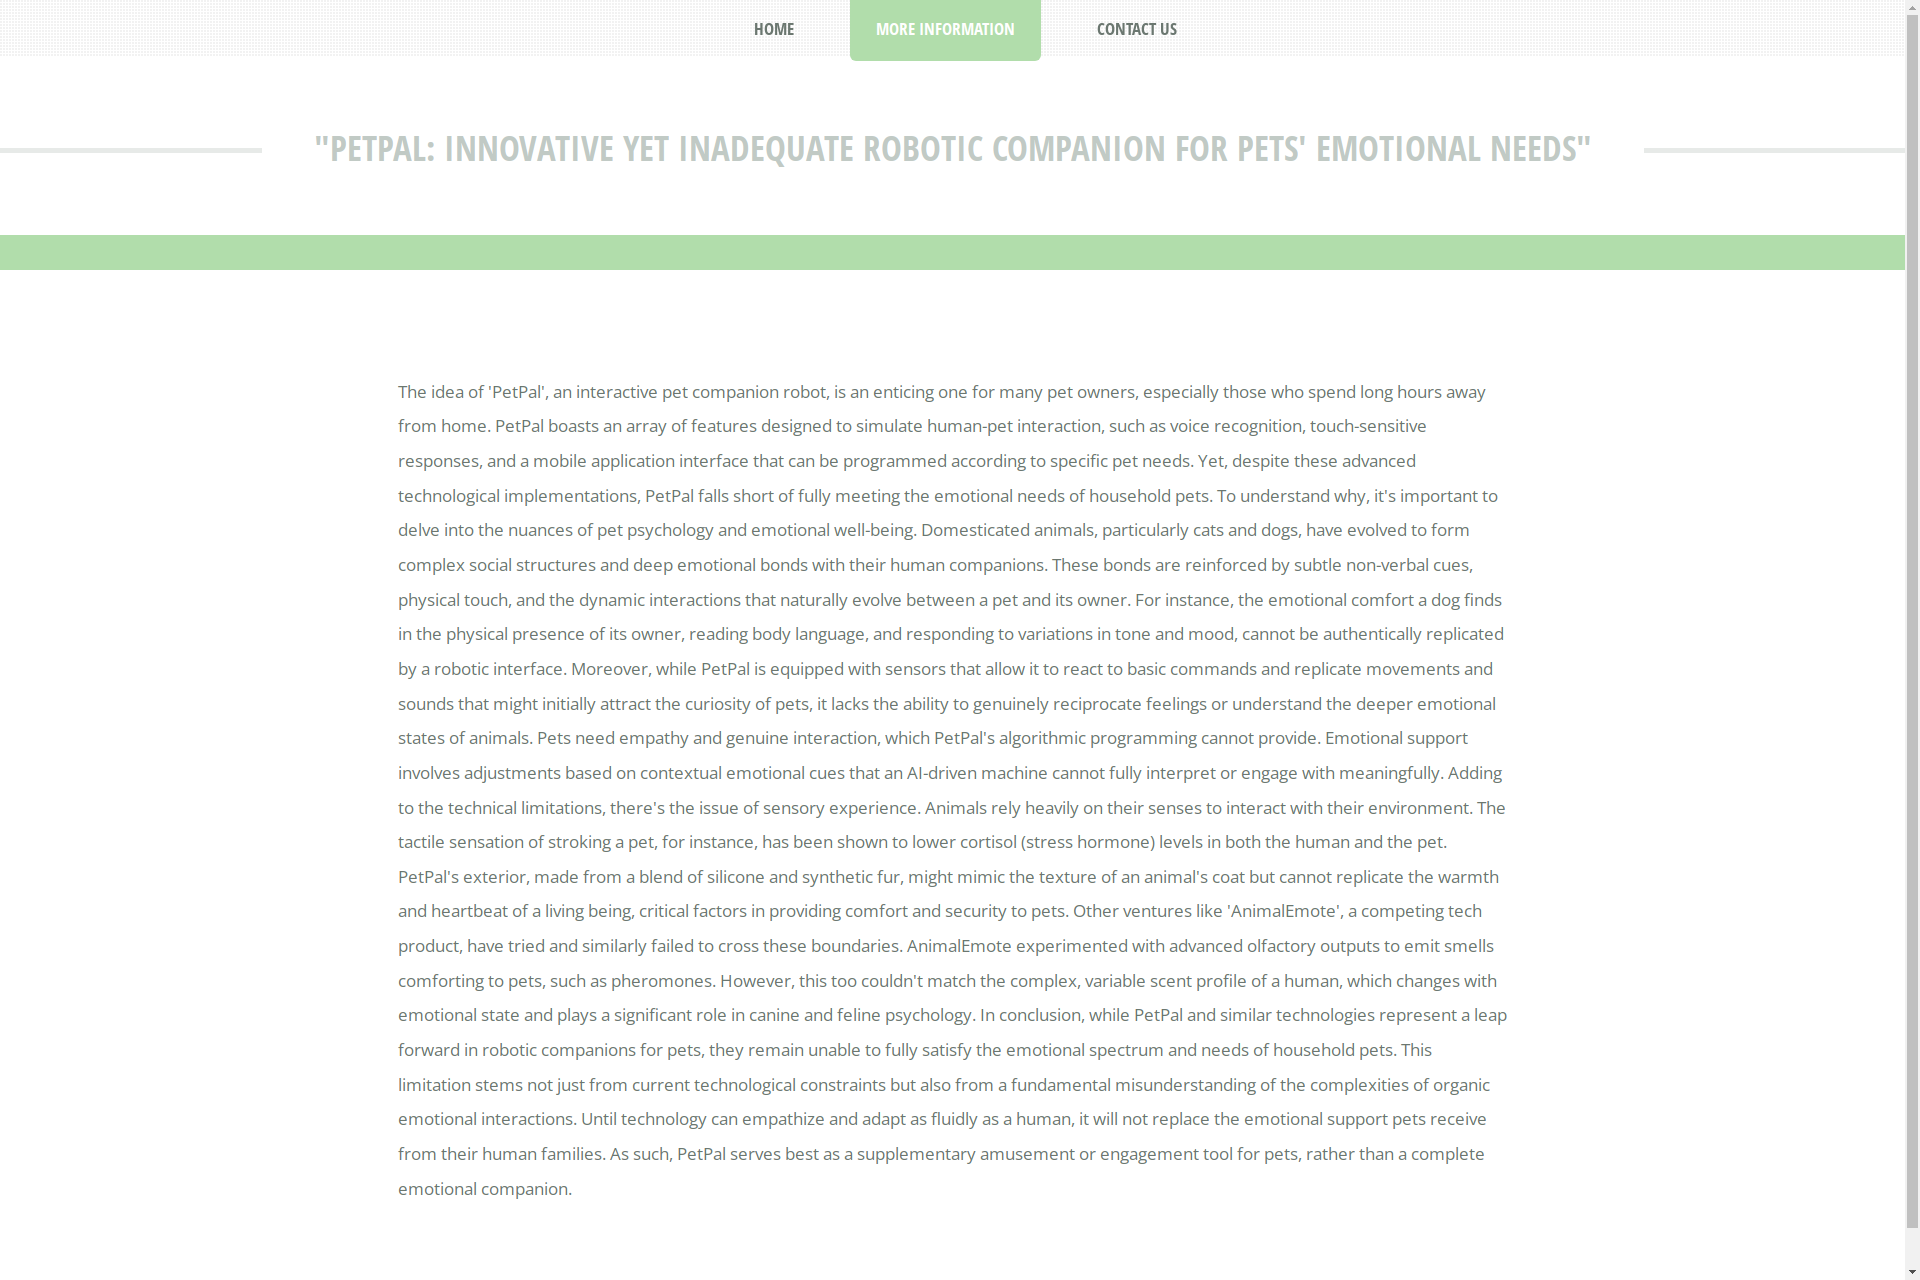 HOME
MORE INFORMATION
CONTACT US
"PETPAL: INNOVATIVE YET INADEQUATE ROBOTIC COMPANION FOR PETS' EMOTIONAL NEEDS"
The idea of 'PetPal', an interactive pet companion robot, is an enticing one for many pet owners, especially those who spend long hours away
from home. PetPal boasts an array of features designed to simulate human-pet interaction, such as voice recognition, touch-sensitive
responses, and a mobile application interface that can be programmed according to specific pet needs. Yet, despite these advanced
technological implementations, PetPal falls short of fully meeting the emotional needs of household pets. To understand why, it's important to
delve into the nuances of pet psychology and emotional well-being. Domesticated animals, particularly cats and dogs, have evolved to form
complex social structures and deep emotional bonds with their human companions. These bonds are reinforced by subtle non-verbal cues,
physical touch, and the dynamic interactions that naturally evolve between a pet and its owner. For instance, the emotional comfort a dog finds
in the physical presence of its owner, reading body language, and responding to variations in tone and mood, cannot be authentically replicated
by a robotic interface. Moreover, while PetPal is equipped with sensors that allow it to react to basic commands and replicate movements and
sounds that might initially attract the curiosity of pets, it lacks the ability to genuinely reciprocate feelings or understand the deeper emotional
states of animals. Pets need empathy and genuine interaction, which PetPal's algorithmic programming cannot provide. Emotional support
involves adjustments based on contextual emotional cues that an AI-driven machine cannot fully interpret or engage with meaningfully. Adding
to the technical limitations, there's the issue of sensory experience. Animals rely heavily on their senses to interact with their environment. The
tactile sensation of stroking a pet, for instance, has been shown to lower cortisol (stress hormone) levels in both the human and the pet.
PetPal's exterior, made from a blend of silicone and synthetic fur, might mimic the texture of an animal's coat but cannot replicate the warmth
and heartbeat of a living being, critical factors in providing comfort and security to pets. Other ventures like 'AnimalEmote', a competing tech
product, have tried and similarly failed to cross these boundaries. AnimalEmote experimented with advanced olfactory outputs to emit smells
comforting to pets, such as pheromones. However, this too couldn't match the complex, variable scent profile of a human, which changes with
emotional state and plays a significant role in canine and feline psychology. In conclusion, while PetPal and similar technologies represent a leap
forward in robotic companions for pets, they remain unable to fully satisfy the emotional spectrum and needs of household pets. This
limitation stems not just from current technological constraints but also from a fundamental misunderstanding of the complexities of organic
emotional interactions. Until technology can empathize and adapt as fluidly as a human, it will not replace the emotional support pets receive
from their human families. As such, PetPal serves best as a supplementary amusement or engagement tool for pets, rather than a complete
emotional companion.